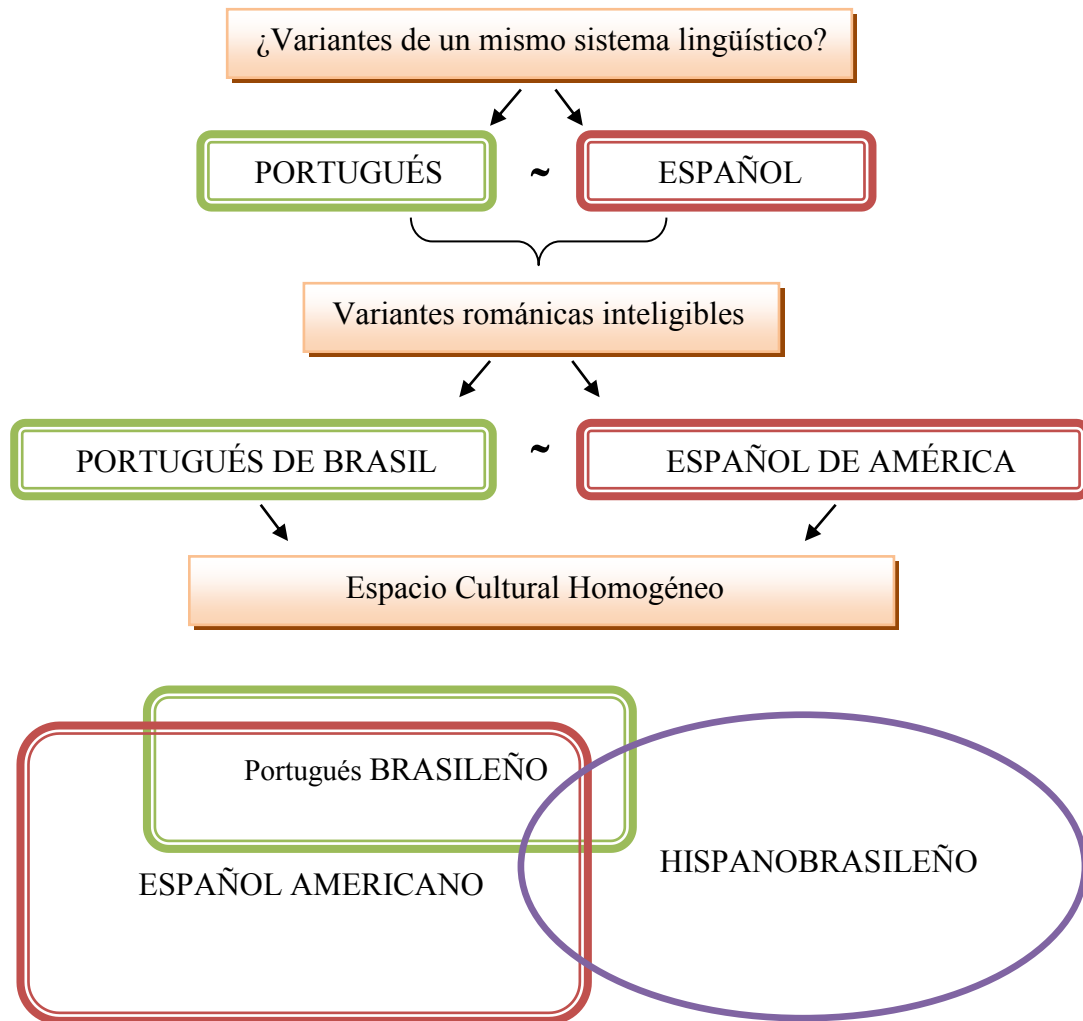 ¿Variantes de un mismo sistema lingüístico?
PORTUGUÉS ~ ESPAÑOL
Variantes románicas inteligibles
PORTUGUÉS DE BRASIL ~ ESPAÑOL DE AMÉRICA
Espacio Cultural Homogéneo
Portugués BRASILEÑO
HISPANOBRASILEÑO
ESPAÑOL AMERICANO